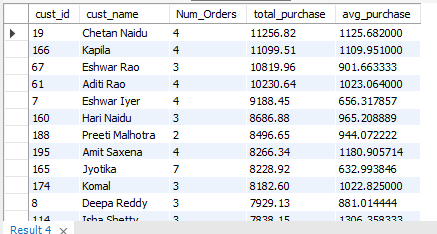 cust_id cust_name Num_Orders total_purchase avg_purchase
19 Chetan Naidu 4 11256.82 1125.682000
166 Kapila 4 11099.51 1109.951000
67 Eshwar Rao 3 10819.96 901.663333
61 Aditi Rao 4 10230.64 1023.064000
7 Eshwar Iyer 4 9188.45 656.317857
160 Hari Naidu 3 8686.88 965.208889
188 Preeti Malhotra 2 8496.65 944.072222
195 Amit Saxena 4 8266.34 1180.905714
165 Jyotika 7 8228.92 632.993846
174 Komal 3 8182.60 1022.825000
8 Deepa Reddy 3 7929.13 881.014444
114 Isha Shetty 3 7838.15 1306.358333
Result 4